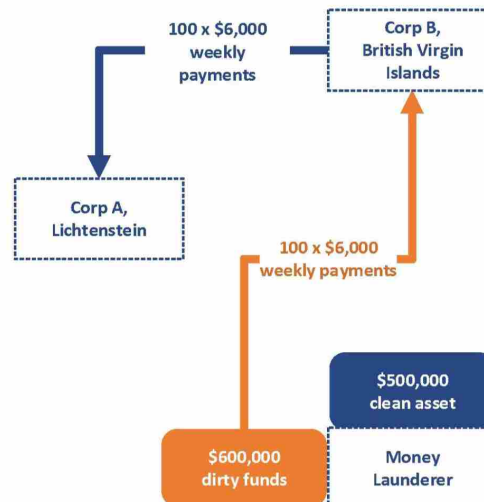 100 x $6,000
weekly
payments
Corp B,
British Virgin
Islands
Corp A,
Lichtenstein
100 x $6,000
weekly payments
$500,000
clean asset
$600,000
dirty funds
Money
Launderer